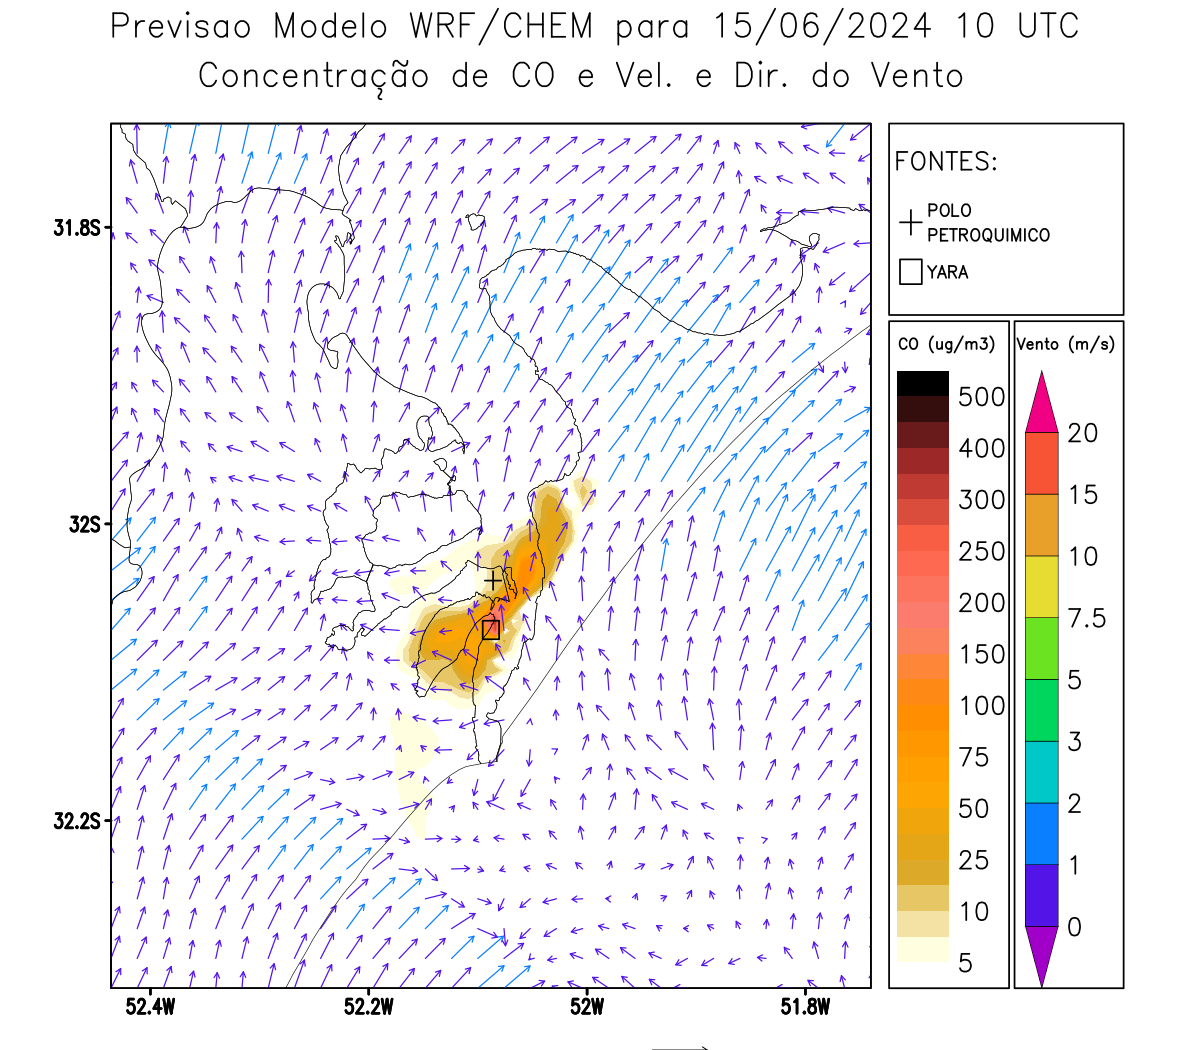 Previsao Modelo WRF/CHEM para 15/06/2024 10 UTC
Concentração de CO e Vel. e Dir. do Vento
FONTES:
POLO
PETROQUIMICO
YARA
CO (ug/m3)
500
400
300
250
200
150
100
75
50
25
10
5
Vento (m/s)
20
15
10
7.5
5
3
2
1
0
31.8S
32S
32.2S
52.4W
52.2W
52W
51.8W